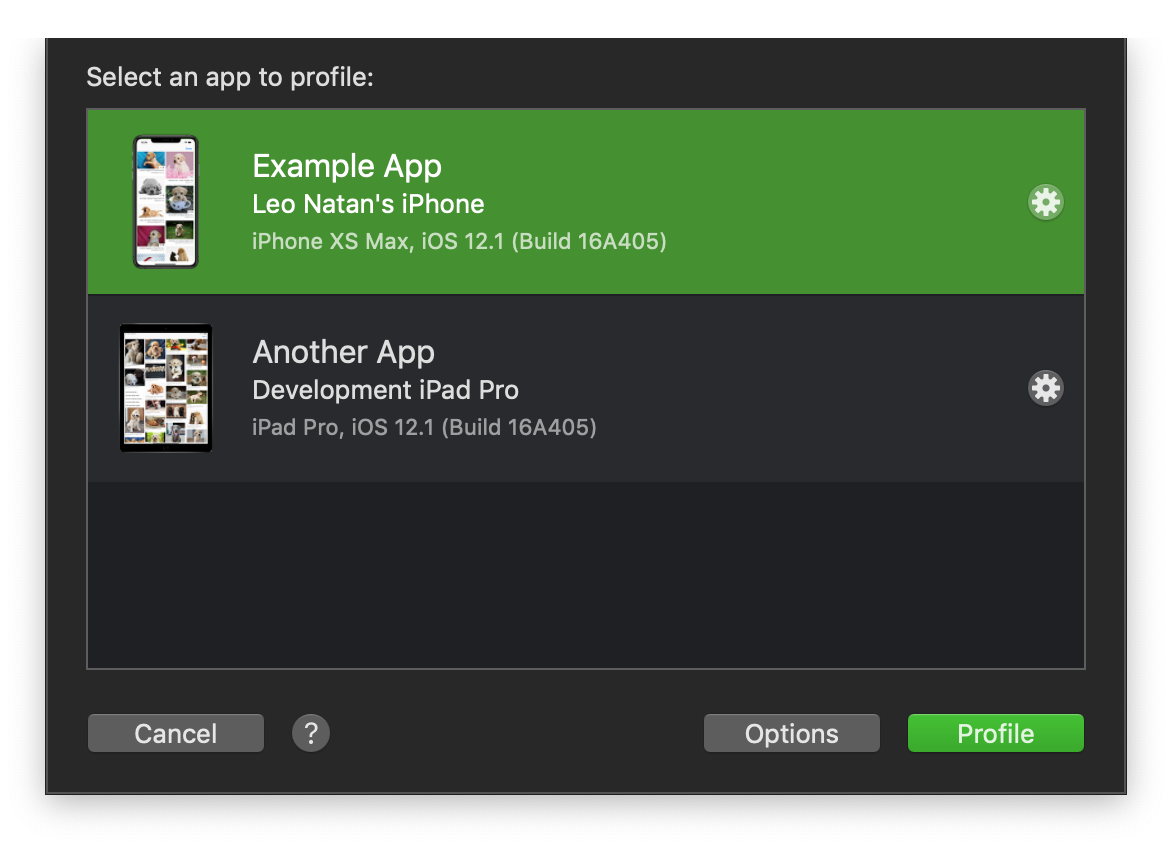 Select an app to profile:
Example App
Leo Natan's iPhone
iPhone XS Max, iOS 12.1 (Build 16A405)
Another App
Development iPad Pro
iPad Pro, iOS 12.1 (Build 16A405)
Cancel
?
Options
Profile